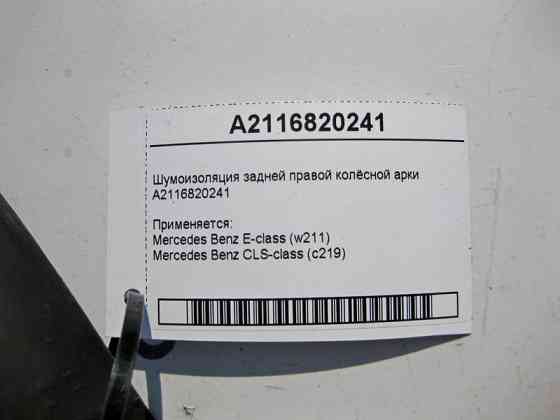 A2116820241
Шумоизоляция задней правой колёсной арки
A2116820241
Применяется:
Mercedes Benz E-class (w211)
Mercedes Benz CLS-class (c219)